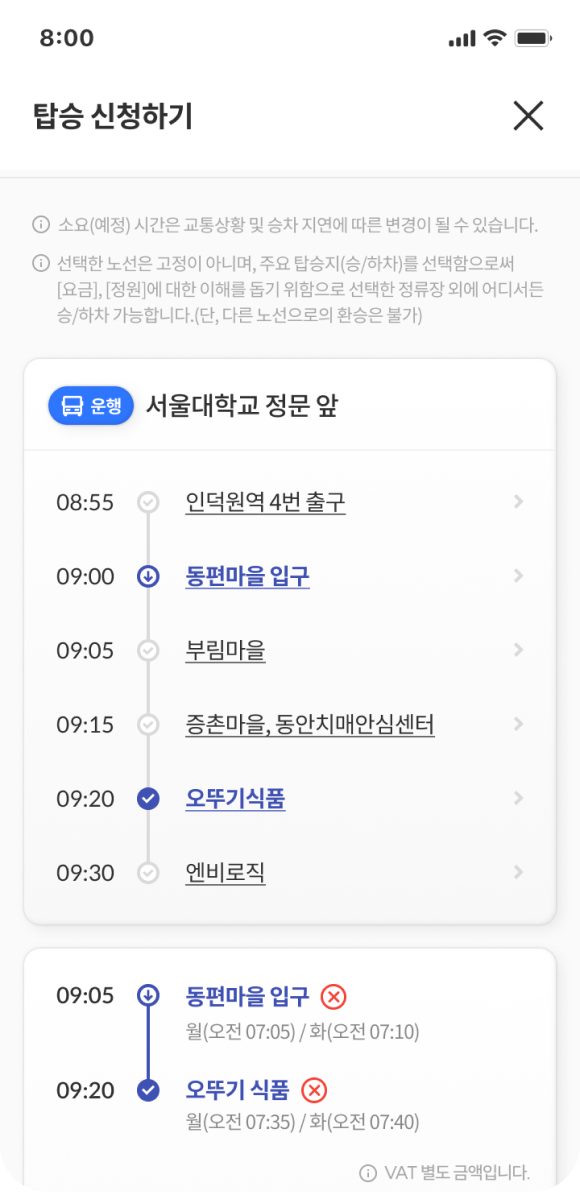 8:00
탑승 신청하기
소요(예정) 시간은 교통상황 및 승차 지연에 따른 변경이 될 수 있습니다.
선택한 노선은 고정이 아니며, 주요 탑승지(승/하차)를 선택함으로써
[요금], [정원]에 대한 이해를 돕기 위함으로 선택한 정류장 외에 어디서든
승/하차 가능합니다.(단, 다른 노선으로의 환승은 불가)
운행 서울대학교 정문 앞
08:55 인덕원역 4번 출구
09:00 동편마을 입구
09:05 부림마을
09:15 증촌마을, 동안치매안심센터
09:20 오뚜기식품
09:30 엔비로직
09:05 동편마을 입구
월(오전 07:05) / 화(오전 07:10)
09:20 오뚜기 식품
월(오전 07:35) / 화(오전 07:40)
VAT 별도 금액입니다.